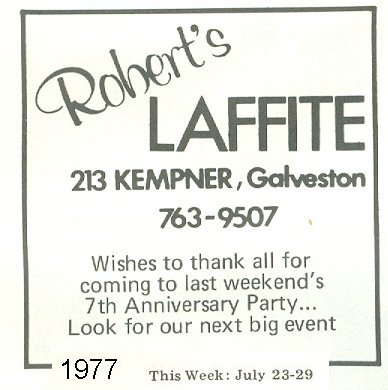 Robert's
LAFFITE
213 KEMPNER, Galveston
763-9507
Wishes to thank all for
coming to last weekend's
7th Anniversary Party...
Look for our next big event
1977 This Week: July 23-29